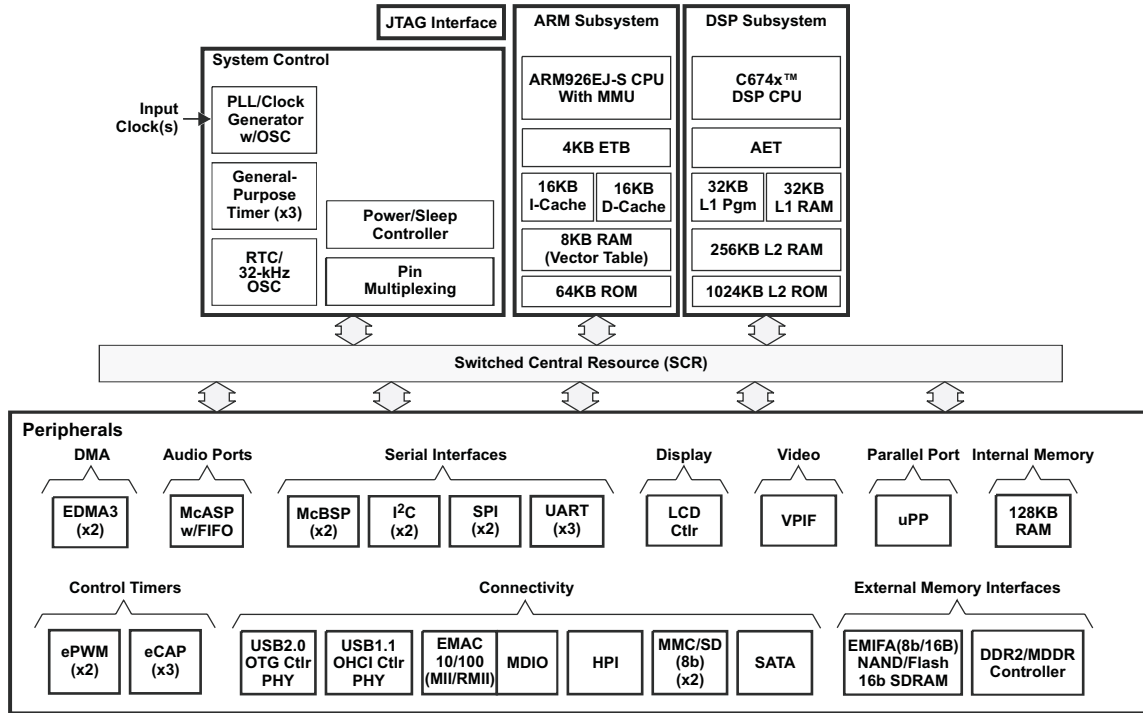 JTAG Interface
ARM Subsystem
DSP Subsystem
System Control
Input
Clock(s)
PLL/Clock
Generator
w/OSC
General-
Purpose
Timer (x3)
RTC/
32-kHz
OSC
Power/Sleep
Controller
Pin
Multiplexing
ARM926EJ-S CPU
With MMU
4KB ETB
16KB
I-Cache
16KB
D-Cache
8KB RAM
(Vector Table)
64KB ROM
C674x™
DSP CPU
AET
32KB
L1 Pgm
32KB
L1 RAM
256KB L2 RAM
1024KB L2 ROM
Switched Central Resource (SCR)
Peripherals
DMA
EDMA3
(x2)
Audio Ports
McASP
w/FIFO
Serial Interfaces
McBSP
(x2)
I²C
(x2)
SPI
(x2)
UART
(x3)
Display
LCD
Ctlr
Video
VPIF
Parallel Port
uPP
Internal Memory
128KB
RAM
Control Timers
ePWM
(x2)
eCAP
(x3)
Connectivity
USB2.0
OTG Ctlr
PHY
USB1.1
OHCI Ctlr
PHY
EMAC
10/100
(MII/RMII)
MDIO
HPI
MMC/SD
(8b)
(x2)
SATA
External Memory Interfaces
EMIFA(8b/16B)
NAND/Flash
16b SDRAM
DDR2/MDDR
Controller